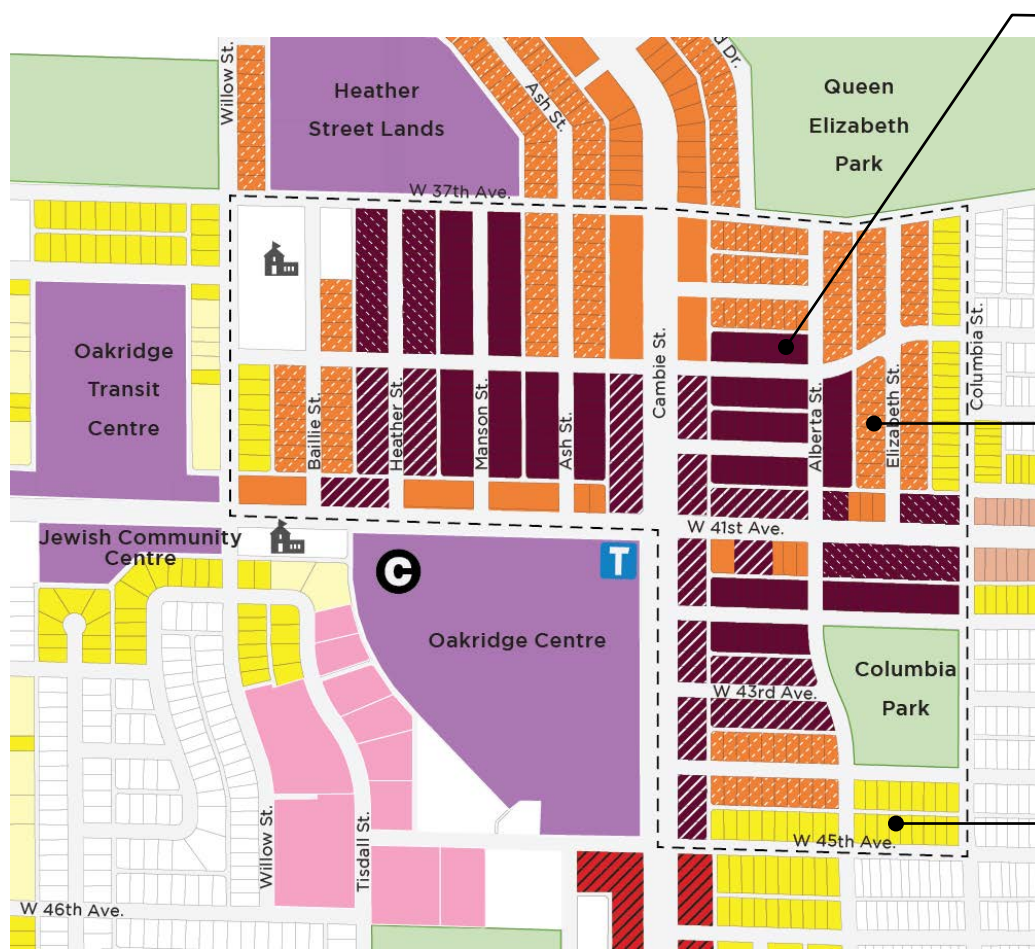 Willow St.
Heather
Street Lands
Ash St.
d Dr.
Queen
Elizabeth
Park
W 37th Ave.
Oakridge
Transit
Centre
Baillie St.
Heather St.
Manson St.
Ash St.
Cambie St.
Alberta St.
Elizabeth St.
Columbia St.
W 41st Ave.
Jewish Community
Centre
C
T
Oakridge Centre
Columbia
Park
W 43rd Ave.
Willow St.
Tisdall St.
W 45th Ave.
W 46th Ave.